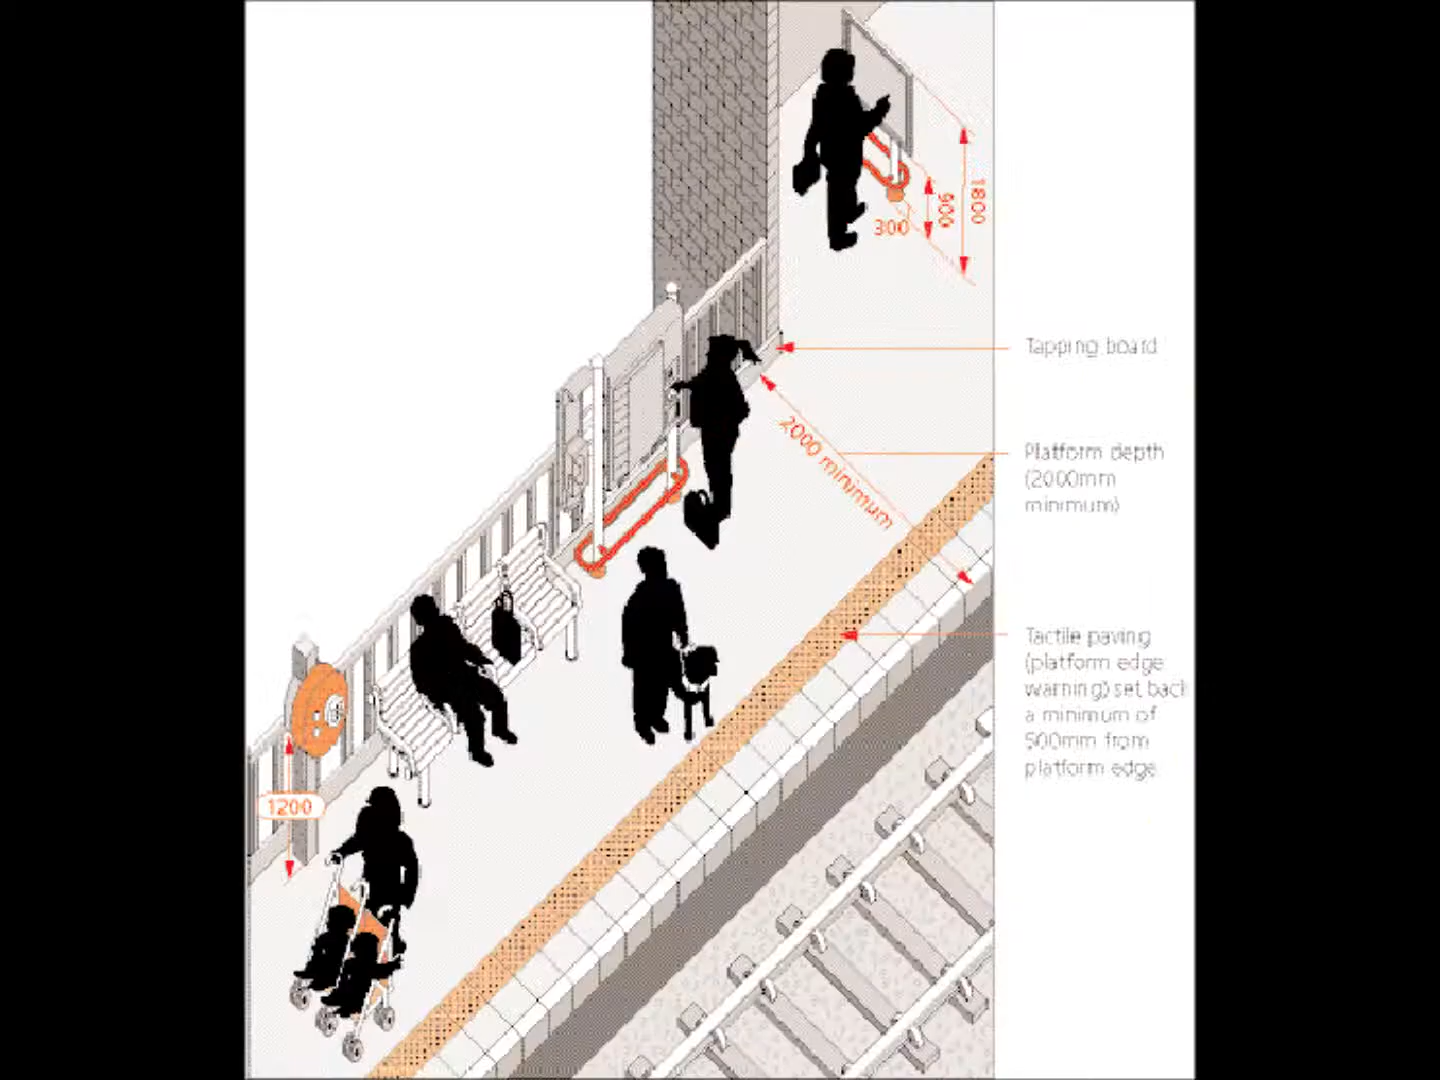 1800
900
300
Tapping board
2000 minimum
Platform depth
(2000mm
minimum)
Tactile paving
(platform edge
warning) set back
a minimum of
500mm from
platform edge
1200